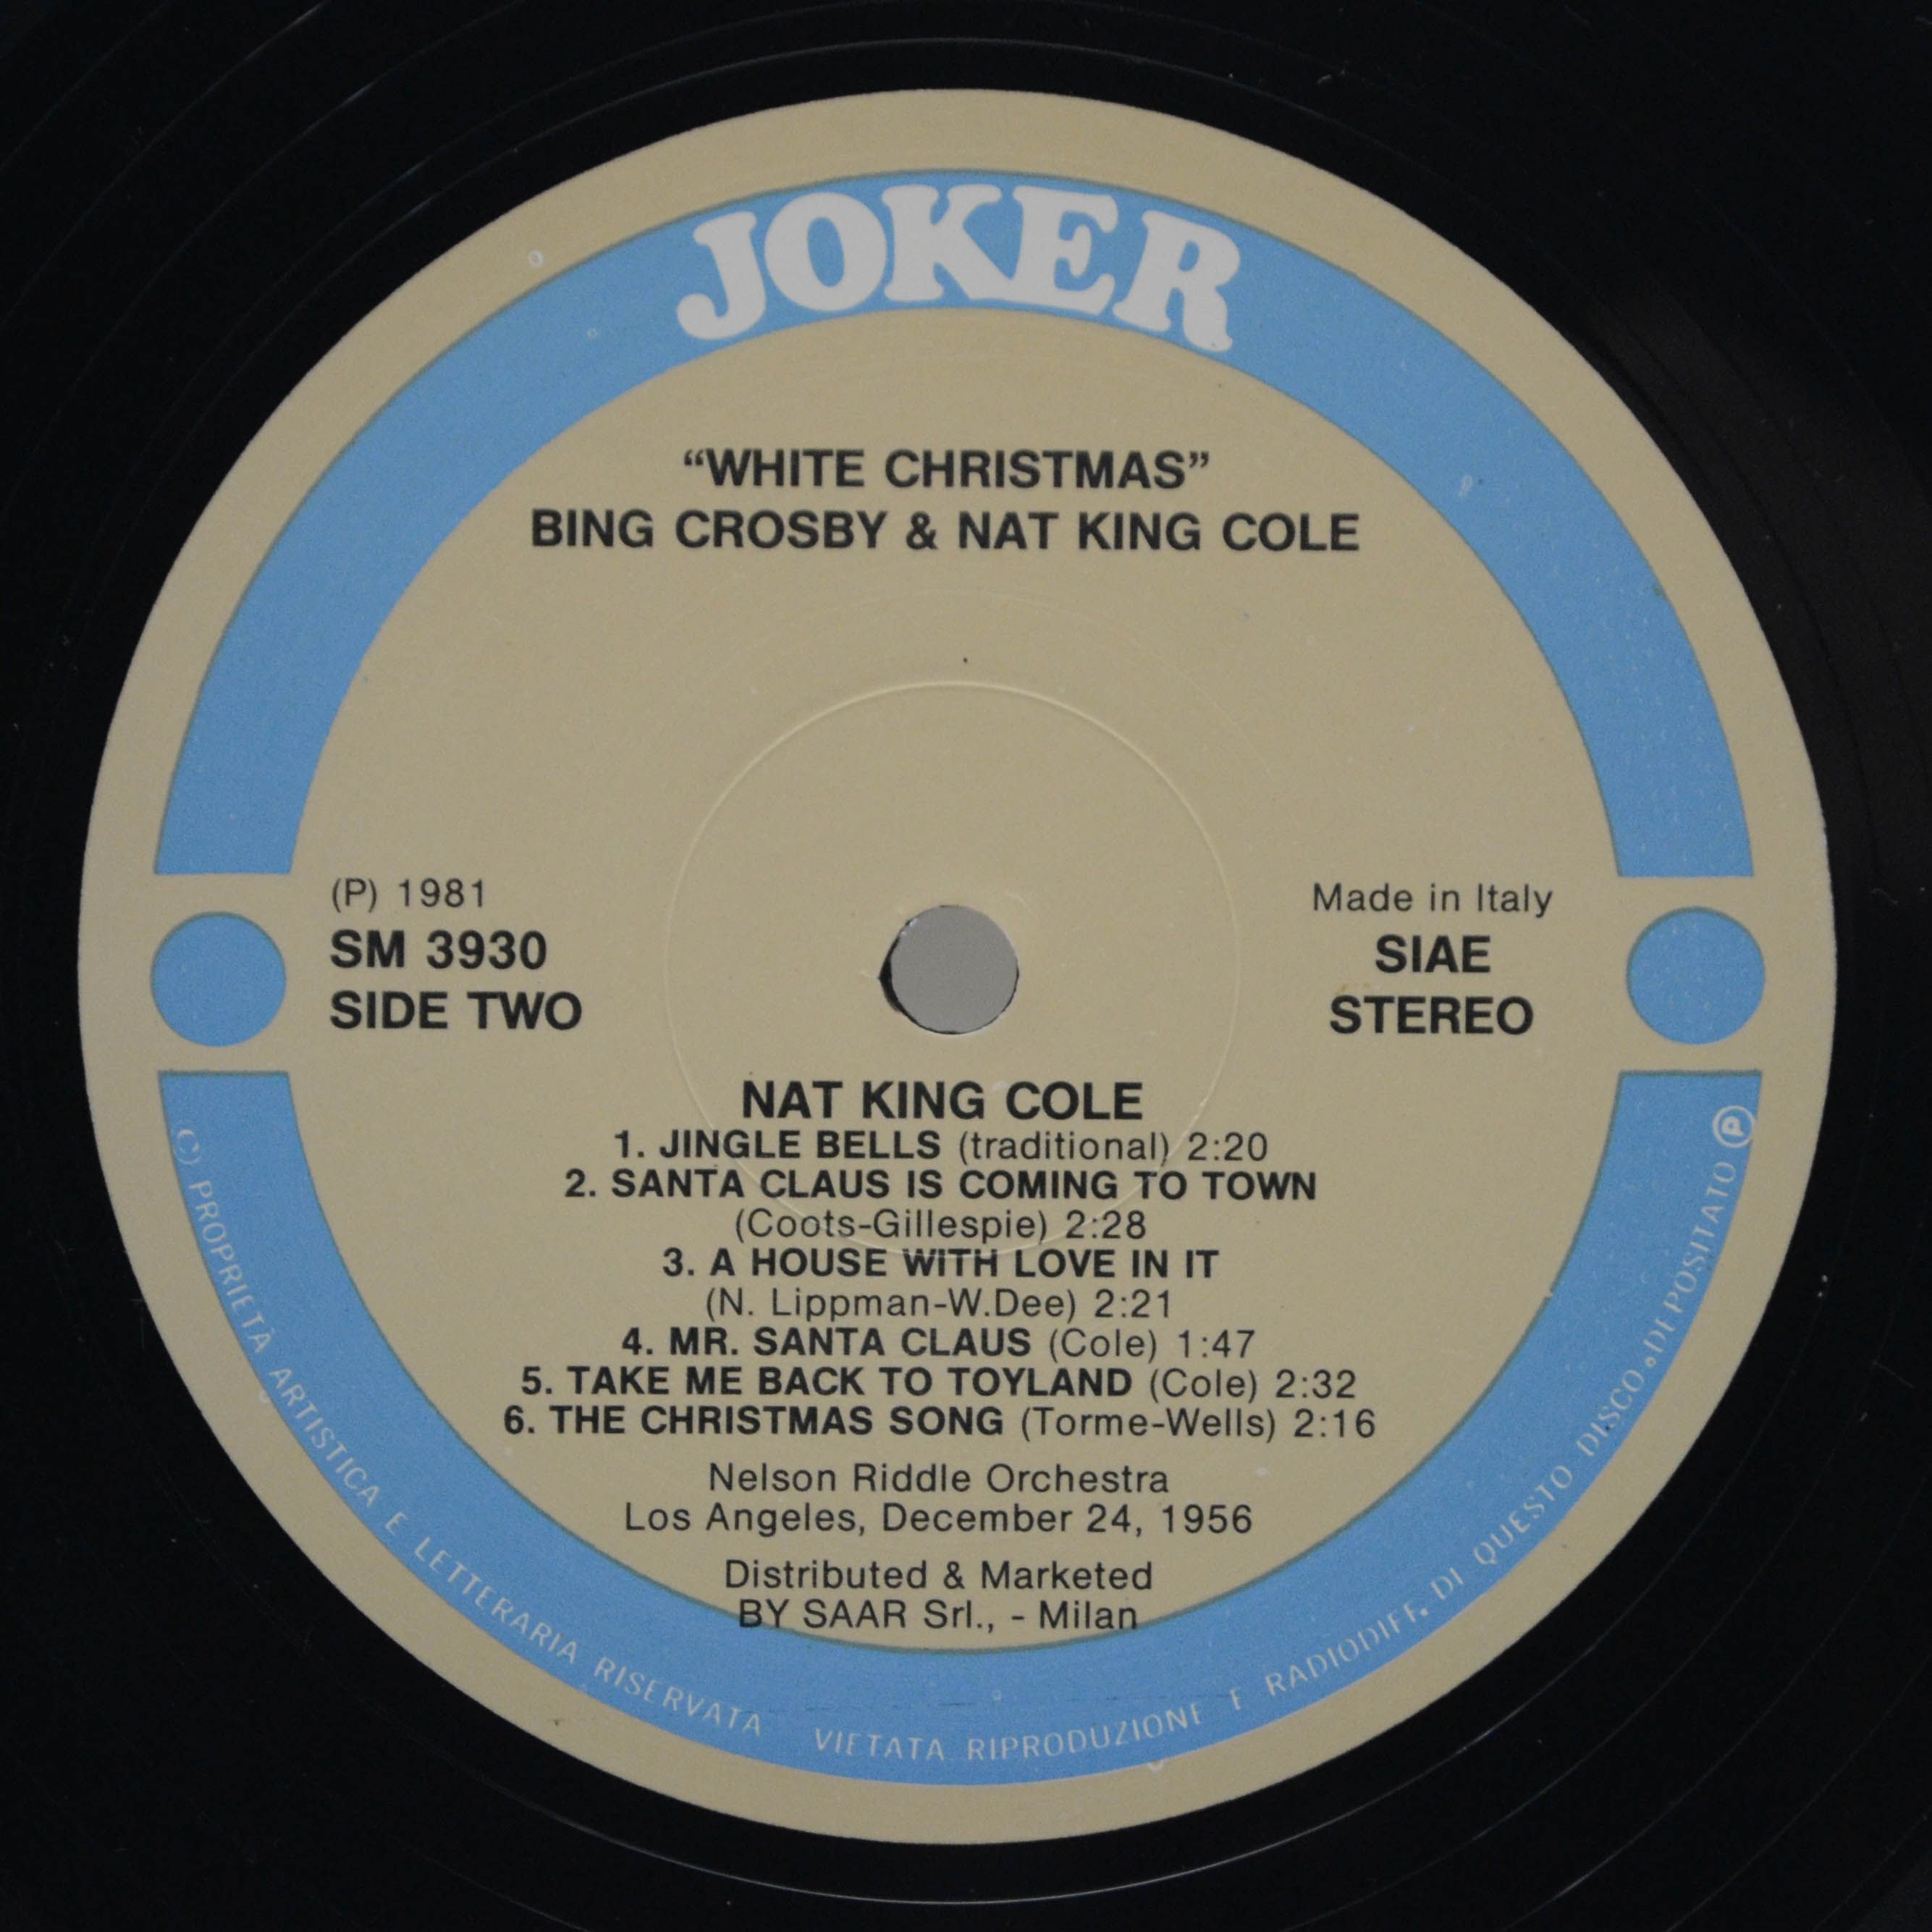 JOKER
“WHITE CHRISTMAS”
BING CROSBY & NAT KING COLE
(P) 1981
SM 3930
SIDE TWO
Made in Italy
SIAE
STEREO
NAT KING COLE
1. JINGLE BELLS (traditional) 2:20
2. SANTA CLAUS IS COMING TO TOWN
(Coots-Gillespie) 2:28
3. A HOUSE WITH LOVE IN IT
(N. Lippman-W.Dee) 2:21
4. MR. SANTA CLAUS (Cole) 1:47
5. TAKE ME BACK TO TOYLAND (Cole) 2:32
6. THE CHRISTMAS SONG (Torme-Wells) 2:16
Nelson Riddle Orchestra
Los Angeles, December 24, 1956
Distributed & Marketed
BY SAAR Srl., - Milan
(C) PROPRIETÀ ARTISTICA E LETTERARIA RISERVATA VIETATA RIPRODUZIONE E RADIODIFF. DI QUESTO DISCO. DEPOSITATO Ⓟ